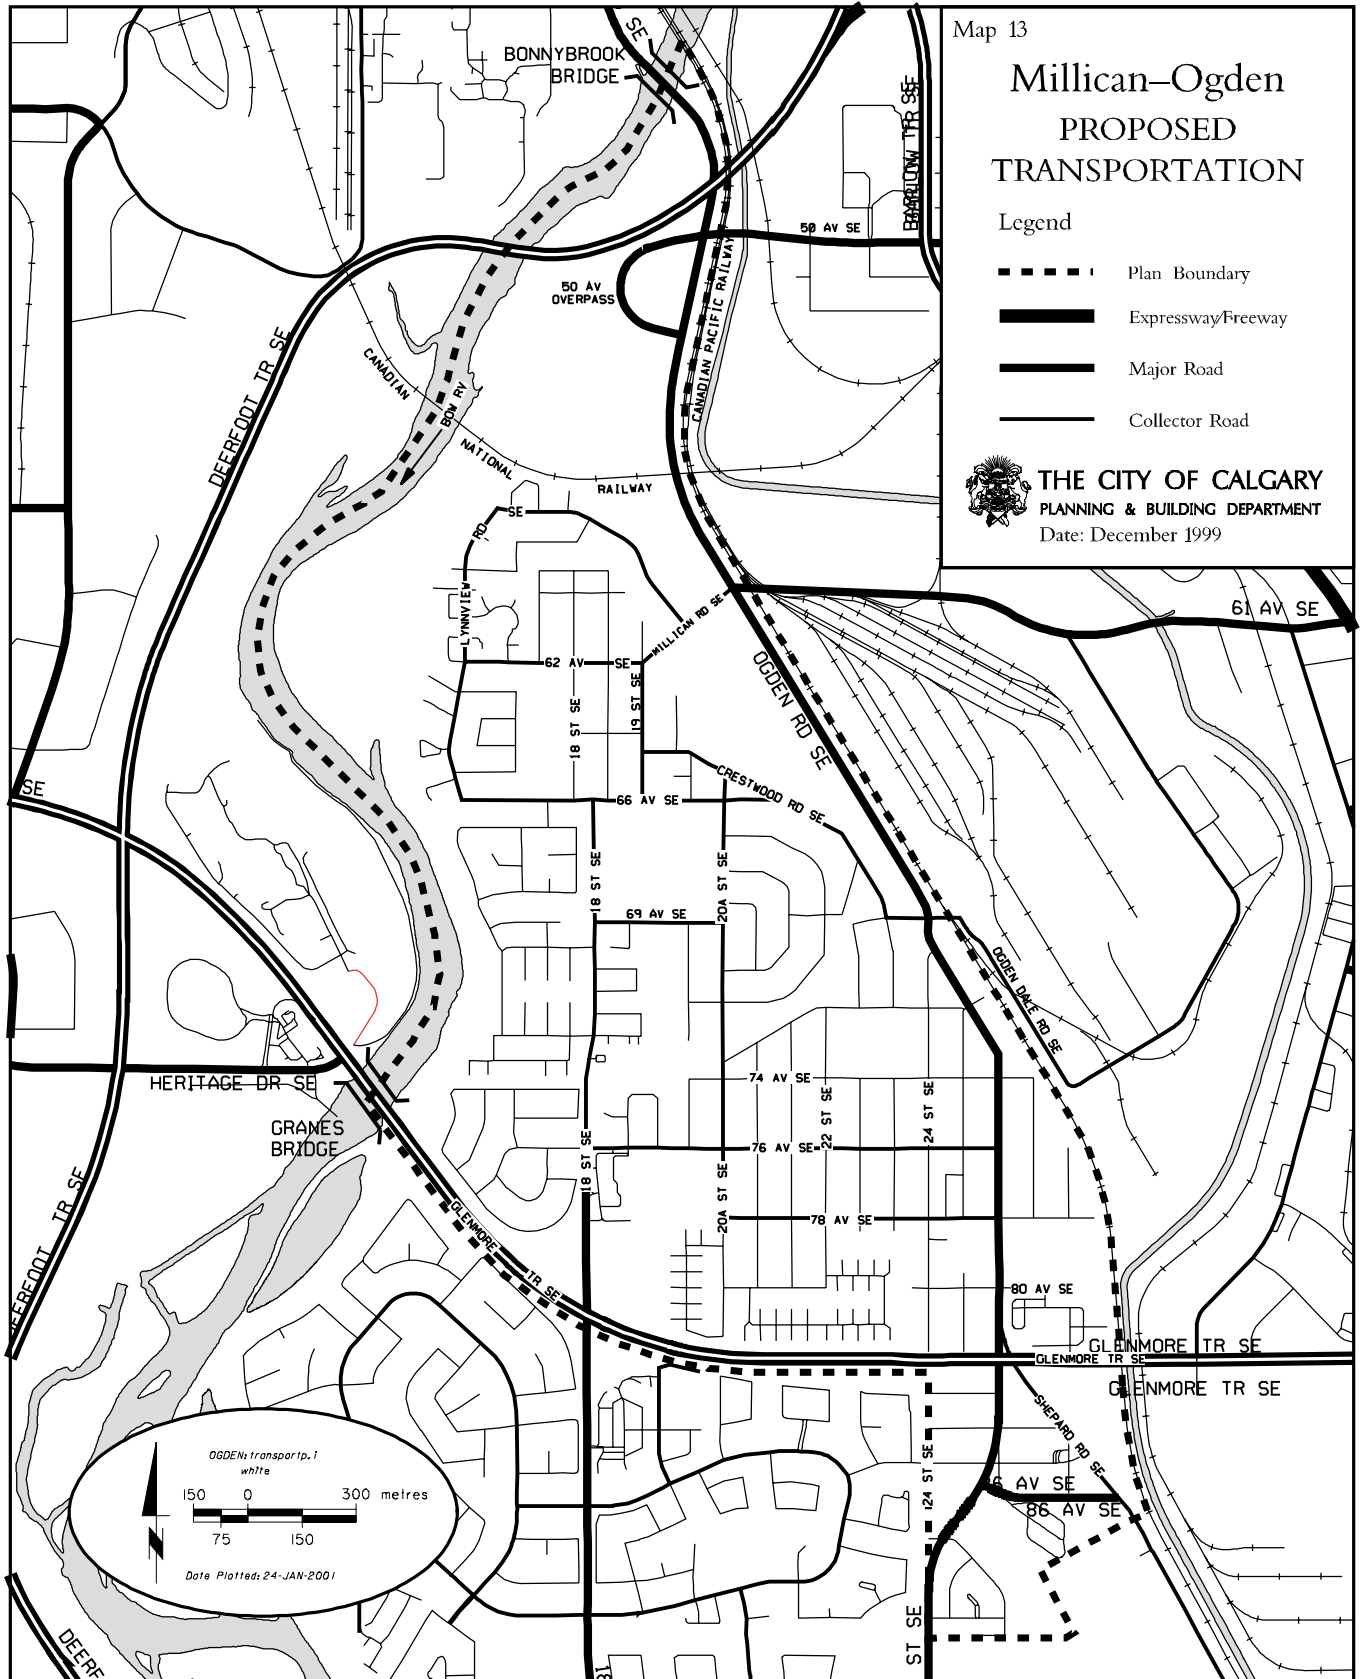 Map 13
Millican–Ogden
PROPOSED
TRANSPORTATION
Legend
Plan Boundary
Expressway/Freeway
Major Road
Collector Road
THE CITY OF CALGARY
PLANNING & BUILDING DEPARTMENT
Date: December 1999
SE
BONNYBROOK
BRIDGE
BARLOW TR SE
BARLOW TR SE
50 AV SE
50 AV
OVERPASS
CANADIAN PACIFIC RAILWAY
DEERFOOT TR SE
CANADIAN
NATIONAL
RAILWAY
BOW RV
LYNNVIEW
RD
SE
MILLICAN RD SE
61 AV SE
62 AV SE
18 ST SE
19 ST SE
OGDEN RD SE
SE
CRESTWOOD RD SE
66 AV SE
18 ST SE
20A ST SE
69 AV SE
OGDEN DALE RD SE
HERITAGE DR SE
GRANES
BRIDGE
74 AV SE
22 ST SE
24 ST SE
76 AV SE
18 ST SE
20A ST SE
78 AV SE
DEERFOOT TR SE
GLENMORE TR SE
80 AV SE
GLENMORE TR SE
GLENMORE TR SE
GLENMORE TR SE
SHEPARD RD SE
24 ST SE
86 AV SE
86 AV SE
OGDEN:transportp.i
white
150 0 300 metres
75 150
Date Plotted:24-JAN-2001
DEERE
ST SE
18